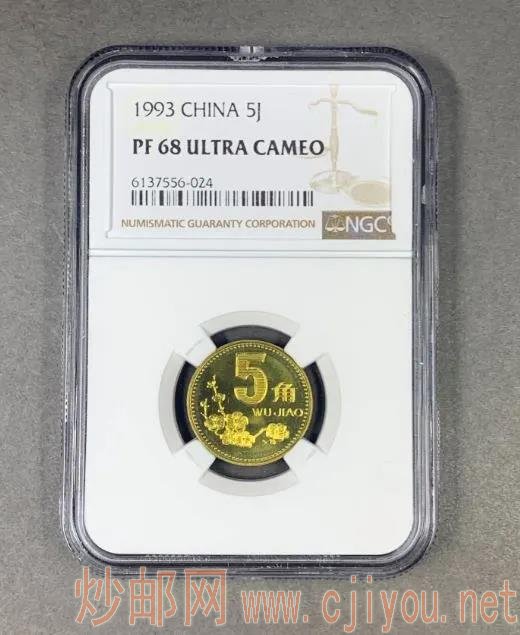 1993 CHINA 5J
PF 68 ULTRA CAMEO
6137556-024
NUMISMATIC GUARANTY CORPORATION NGC
5角
WU JIAO
炒邮网 www.cjiyou.net